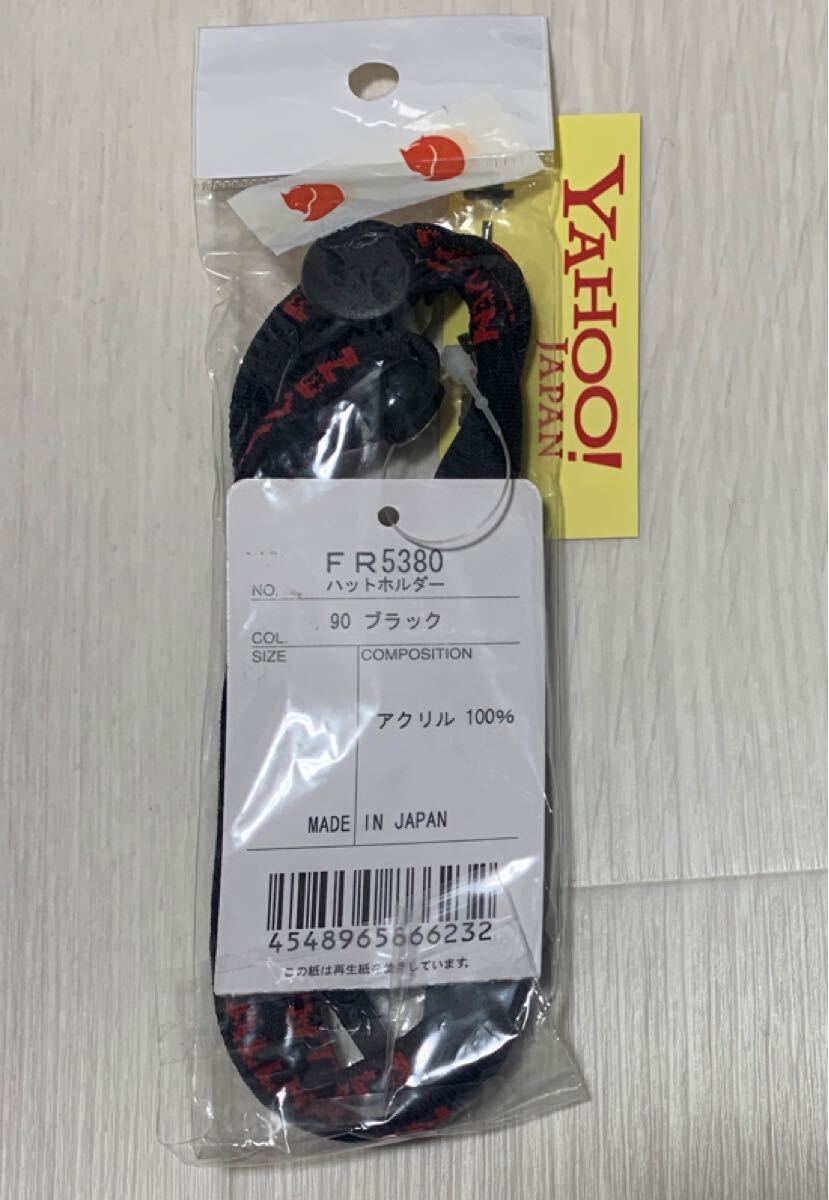 YAHOO!
JAPAN
ZEN
FR5380
NO. ハットホルダー
COL. 90 ブラック
SIZE
COMPOSITION
アクリル 100%
MADE IN JAPAN
4548965666232
この紙は再生紙を使用しています。